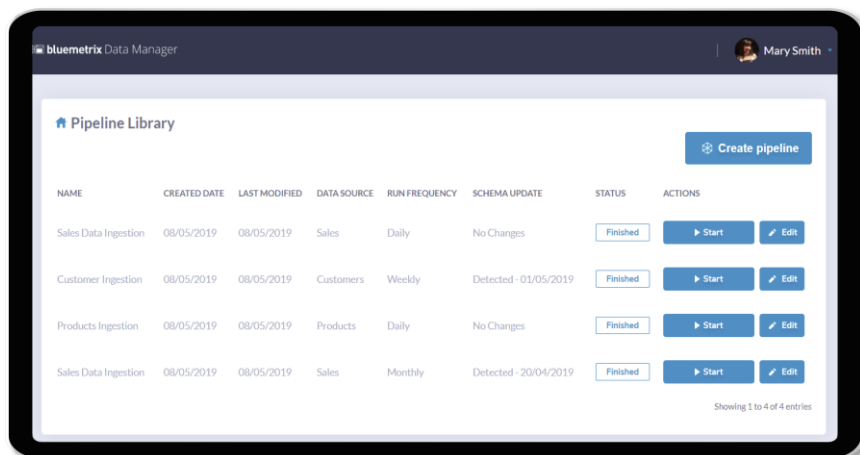 bluemetrix Data Manager
Mary Smith
Pipeline Library
Create pipeline
NAME CREATED DATE LAST MODIFIED DATA SOURCE RUN FREQUENCY SCHEMA UPDATE STATUS ACTIONS
Sales Data Ingestion 08/05/2019 08/05/2019 Sales Daily No Changes Finished Start Edit
Customer Ingestion 08/05/2019 08/05/2019 Customers Weekly Detected - 01/05/2019 Finished Start Edit
Products Ingestion 08/05/2019 08/05/2019 Products Daily No Changes Finished Start Edit
Sales Data Ingestion 08/05/2019 08/05/2019 Sales Monthly Detected - 20/04/2019 Finished Start Edit
Showing 1 to 4 of 4 entries